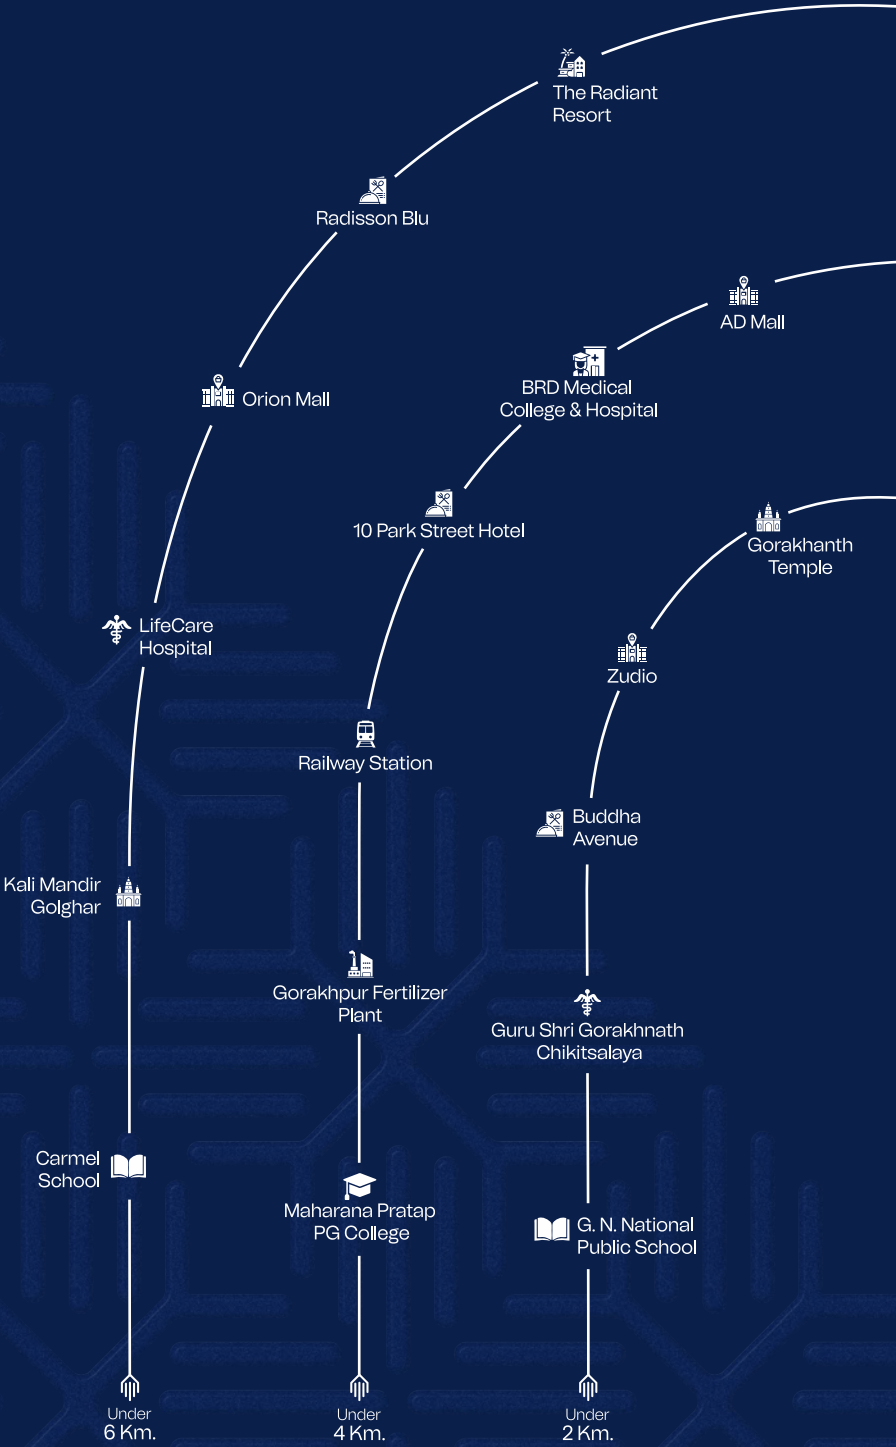 The Radiant
Resort
Radisson Blu
AD Mall
BRD Medical
College & Hospital
Orion Mall
10 Park Street Hotel
Gorakhanth
Temple
LifeCare
Hospital
Zudio
Railway Station
Buddha
Avenue
Kali Mandir
Golghar
Gorakhpur Fertilizer
Plant
Guru Shri Gorakhnath
Chikitsalaya
Carmel
School
Maharana Pratap
PG College
G. N. National
Public School
Under
6 Km.
Under
4 Km.
Under
2 Km.